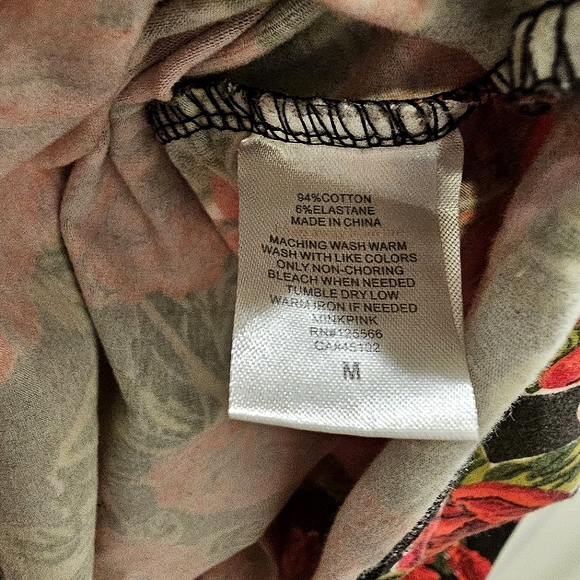 94%COTTON
6%ELASTANE
MADE IN CHINA
MACHING WASH WARM
WASH WITH LIKE COLORS
ONLY NON-CHORING
BLEACH WHEN NEEDED
TUMBLE DRY LOW
WARM IRON IF NEEDED
MINKPINK
RN#125566
CA#45102
M